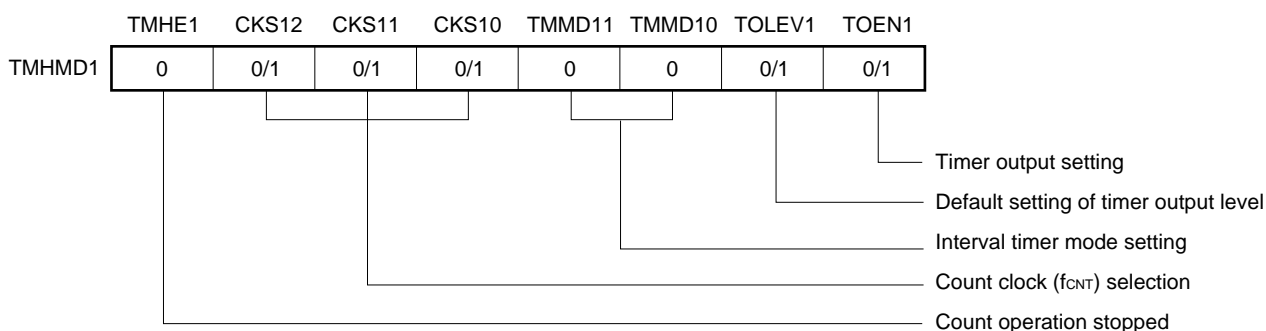 TMHE1 CKS12 CKS11 CKS10 TMMD11 TMMD10 TOLEV1 TOEN1
TMHMD1 0 0/1 0/1 0/1 0 0 0/1 0/1
Timer output setting
Default setting of timer output level
Interval timer mode setting
Count clock (fCNT) selection
Count operation stopped